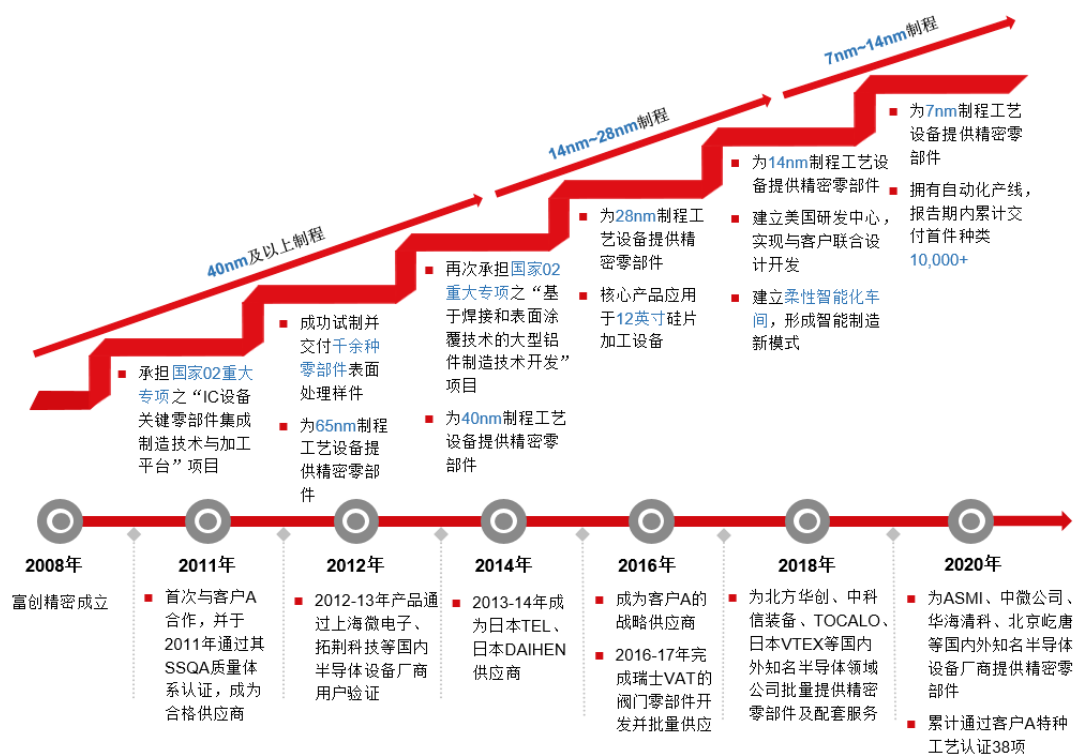 7nm~14nm制程
14nm~28nm制程
40nm及以上制程
承担国家02重大
专项之“IC设备
关键零部件集成
制造技术与加工
平台”项目
成功试制并
交付千余种
零部件表面
处理样件
为65nm制程
工艺设备提
供精密零部
件
再次承担国家02
重大专项之“基
于焊接和表面涂
覆技术的大型铝
件制造技术开发”
项目
为40nm制程工艺
设备提供精密零
部件
为28nm制程工
艺设备提供精
密零部件
核心产品应用
于12英寸硅片
加工设备
为14nm制程工艺设
备提供精密零部件
建立美国研发中心，
实现与客户联合设
计开发
建立柔性智能化车
间，形成智能制造
新模式
为7nm制程工艺
设备提供精密零
部件
拥有自动化产线，
报告期内累计交
付首件种类
10,000+
2008年
富创精密成立
2011年
首次与客户A
合作，并于
2011年通过其
SSQA质量体
系认证，成为
合格供应商
2012年
2012-13年产品通
过上海微电子、
拓荆科技等国内
半导体设备厂商
用户验证
2014年
2013-14年成
为日本TEL、
日本DAIHEN
供应商
2016年
成为客户A的
战略供应商
2016-17年完
成瑞士VAT的
阀门零部件开
发并批量供应
2018年
为北方华创、中科
信装备、TOCALO、
日本VTEX等国内
外知名半导体领域
公司批量提供精密
零部件及配套服务
2020年
为ASMI、中微公司、
华海清科、北京屹唐
等国内外知名半导体
设备厂商提供精密零
部件
累计通过客户A特种
工艺认证38项